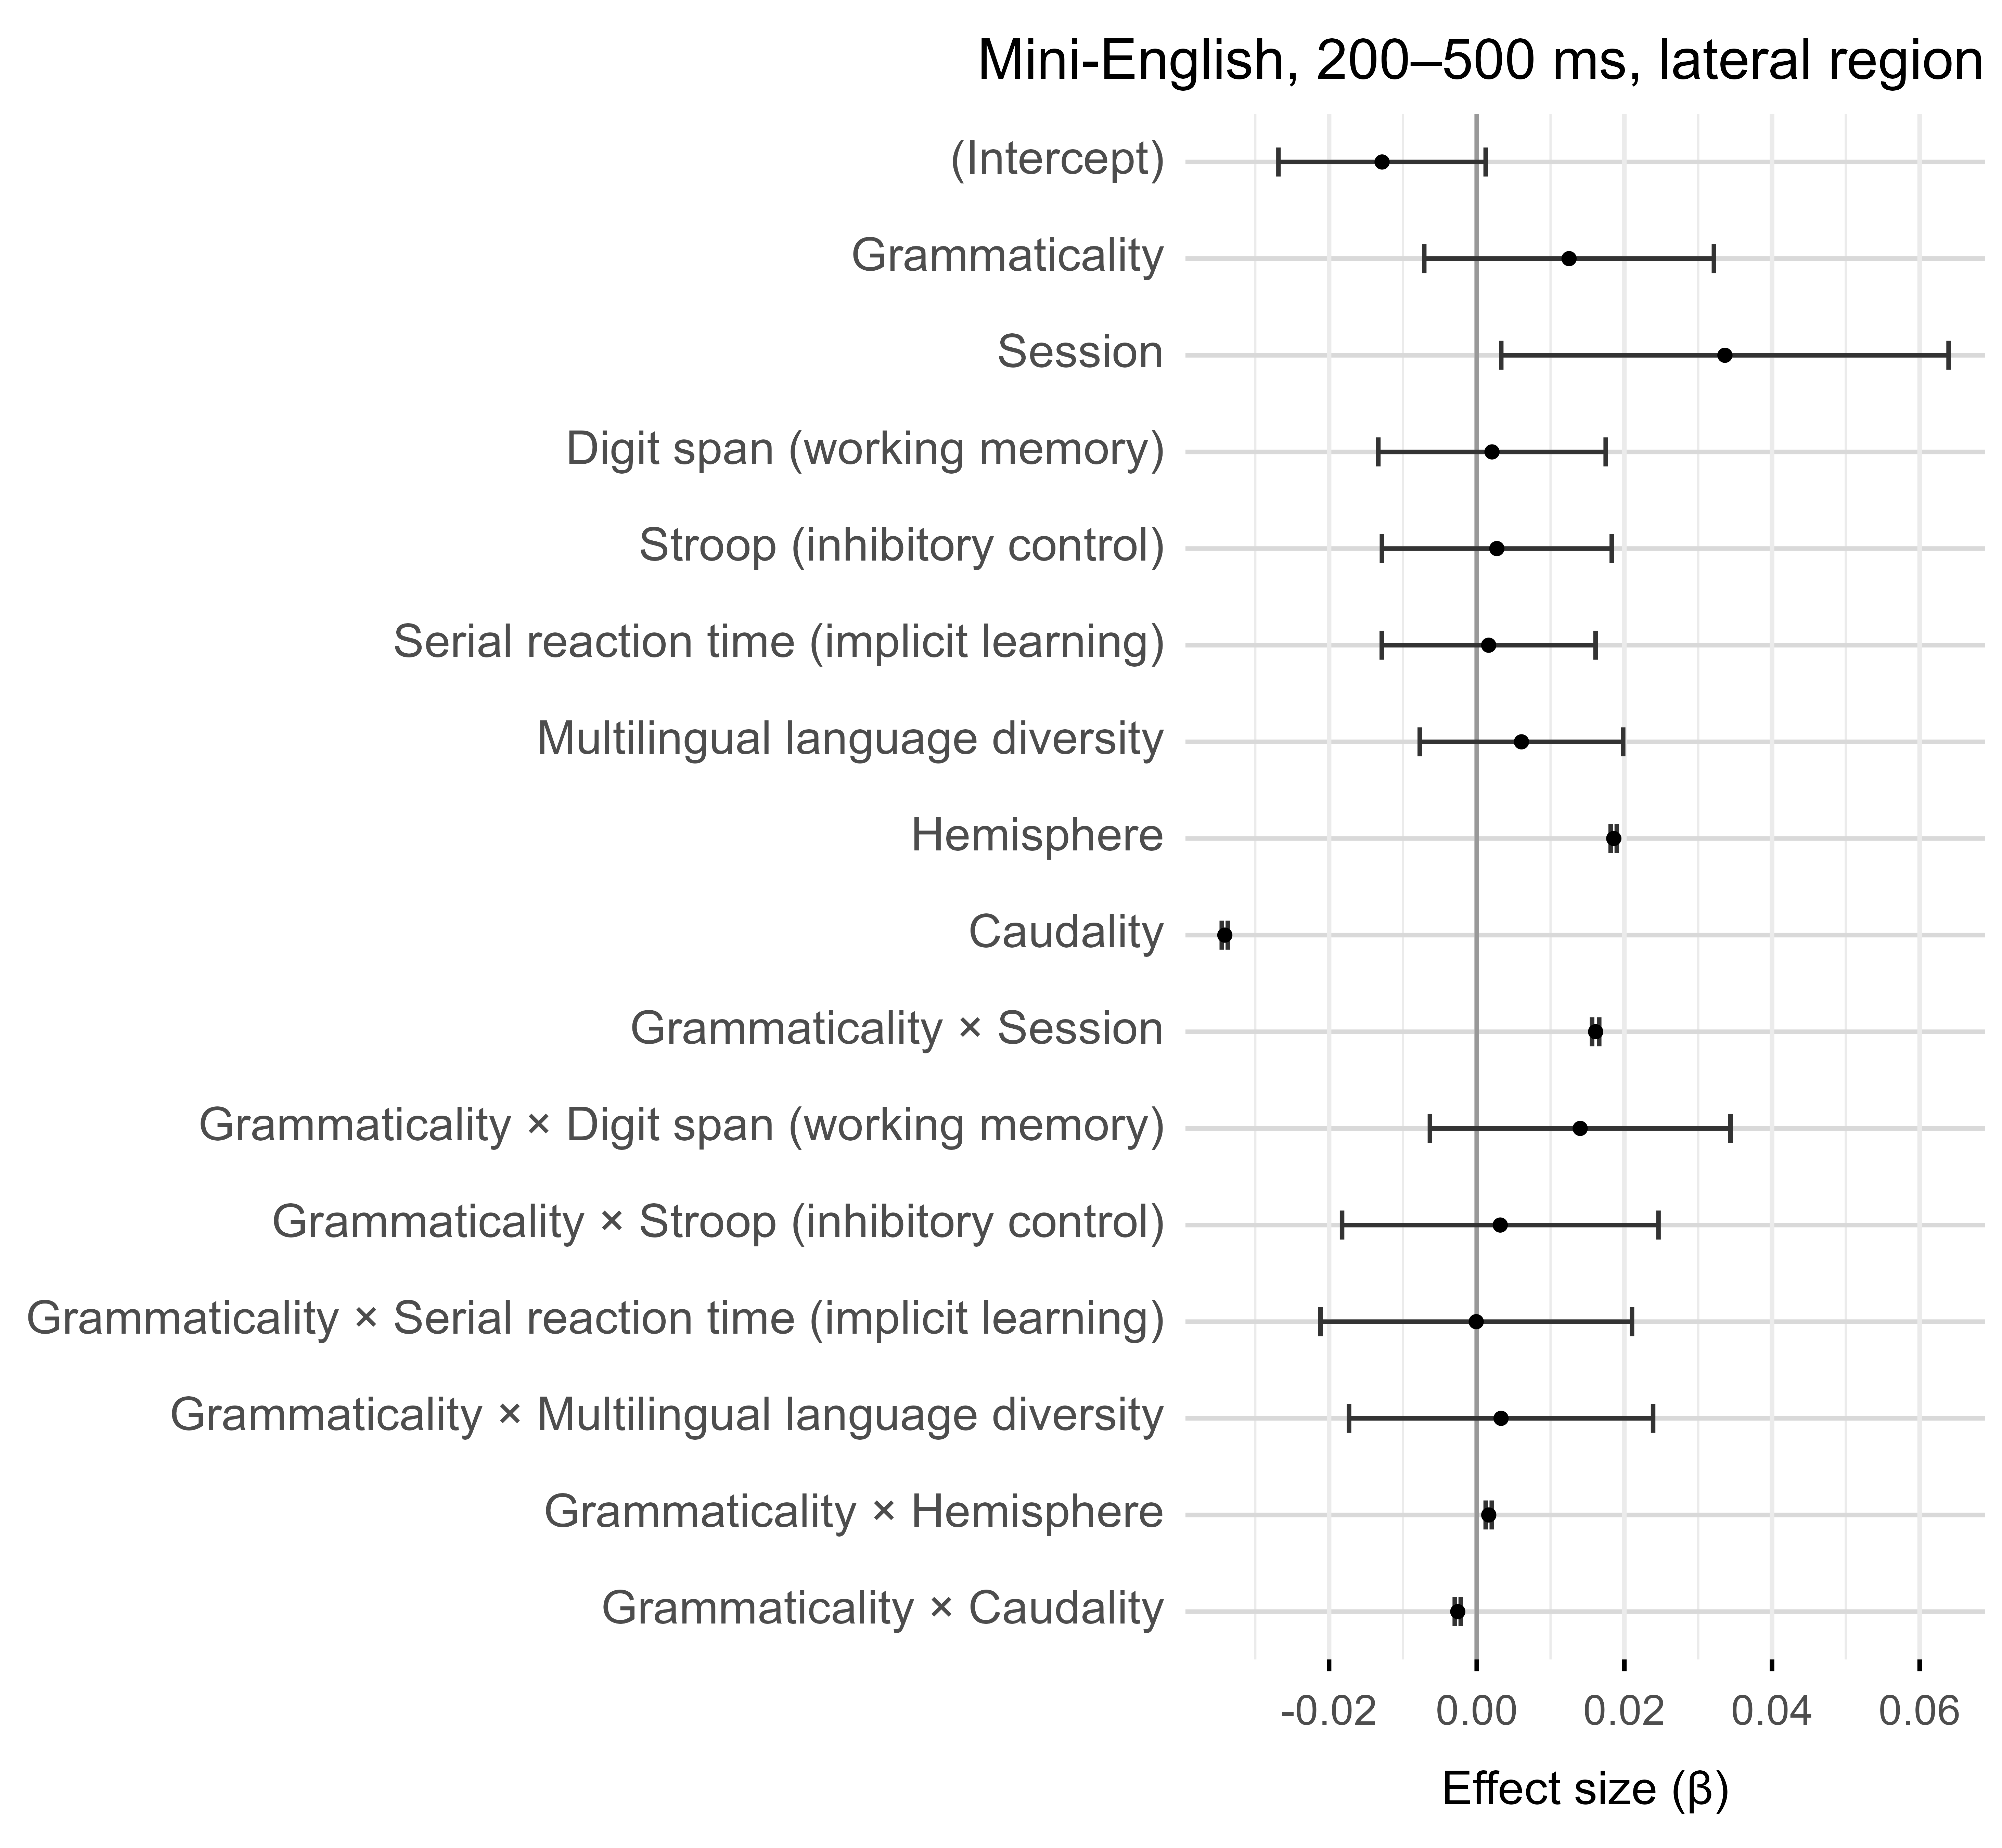 Mini-English, 200–500 ms, lateral region
(Intercept)
Grammaticality
Session
Digit span (working memory)
Stroop (inhibitory control)
Serial reaction time (implicit learning)
Multilingual language diversity
Hemisphere
Caudality
Grammaticality × Session
Grammaticality × Digit span (working memory)
Grammaticality × Stroop (inhibitory control)
Grammaticality × Serial reaction time (implicit learning)
Grammaticality × Multilingual language diversity
Grammaticality × Hemisphere
Grammaticality × Caudality
-0.02 0.00 0.02 0.04 0.06
Effect size (β)